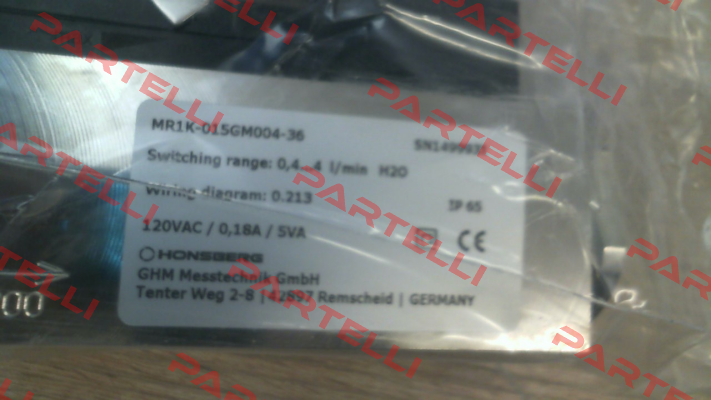 MR1K-015GM004-36
Switching range: 0,4..4 l/min H2O
Wiring diagram: 0.213
IP 65
120VAC / 0,18A / 5VA
CE
HONSBERG
GHM Messtechnik GmbH
Tenter Weg 2-8 | 42897 Remscheid | GERMANY
PARTELLI
PARTELLI
PARTELLI
PARTELLI
PARTELLI
PARTELLI